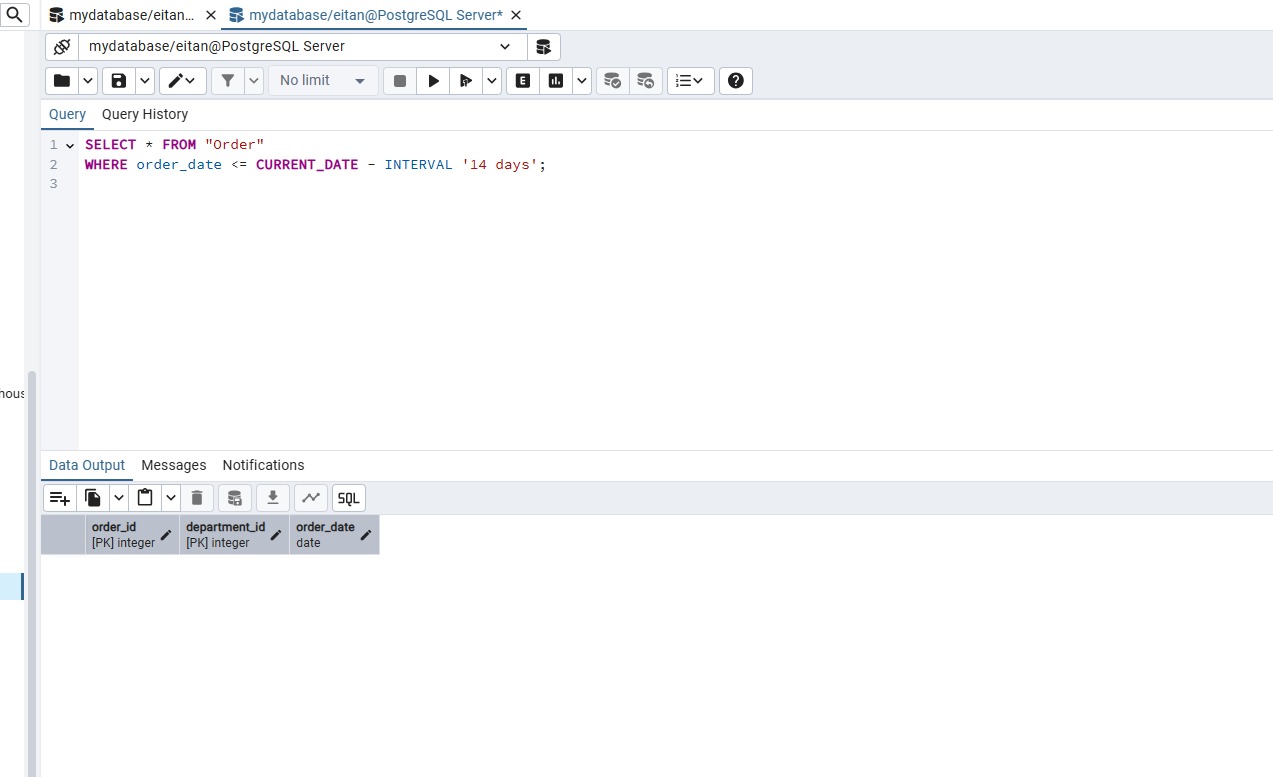 mydatabase/eitan... mydatabase/eitan@PostgreSQL Server*
mydatabase/eitan@PostgreSQL Server
No limit
E
Query Query History
1 SELECT * FROM "Order"
2 WHERE order_date <= CURRENT_DATE - INTERVAL '14 days';
3
hous
Data Output Messages Notifications
SQL
order_id department_id order_date
[PK] integer [PK] integer date